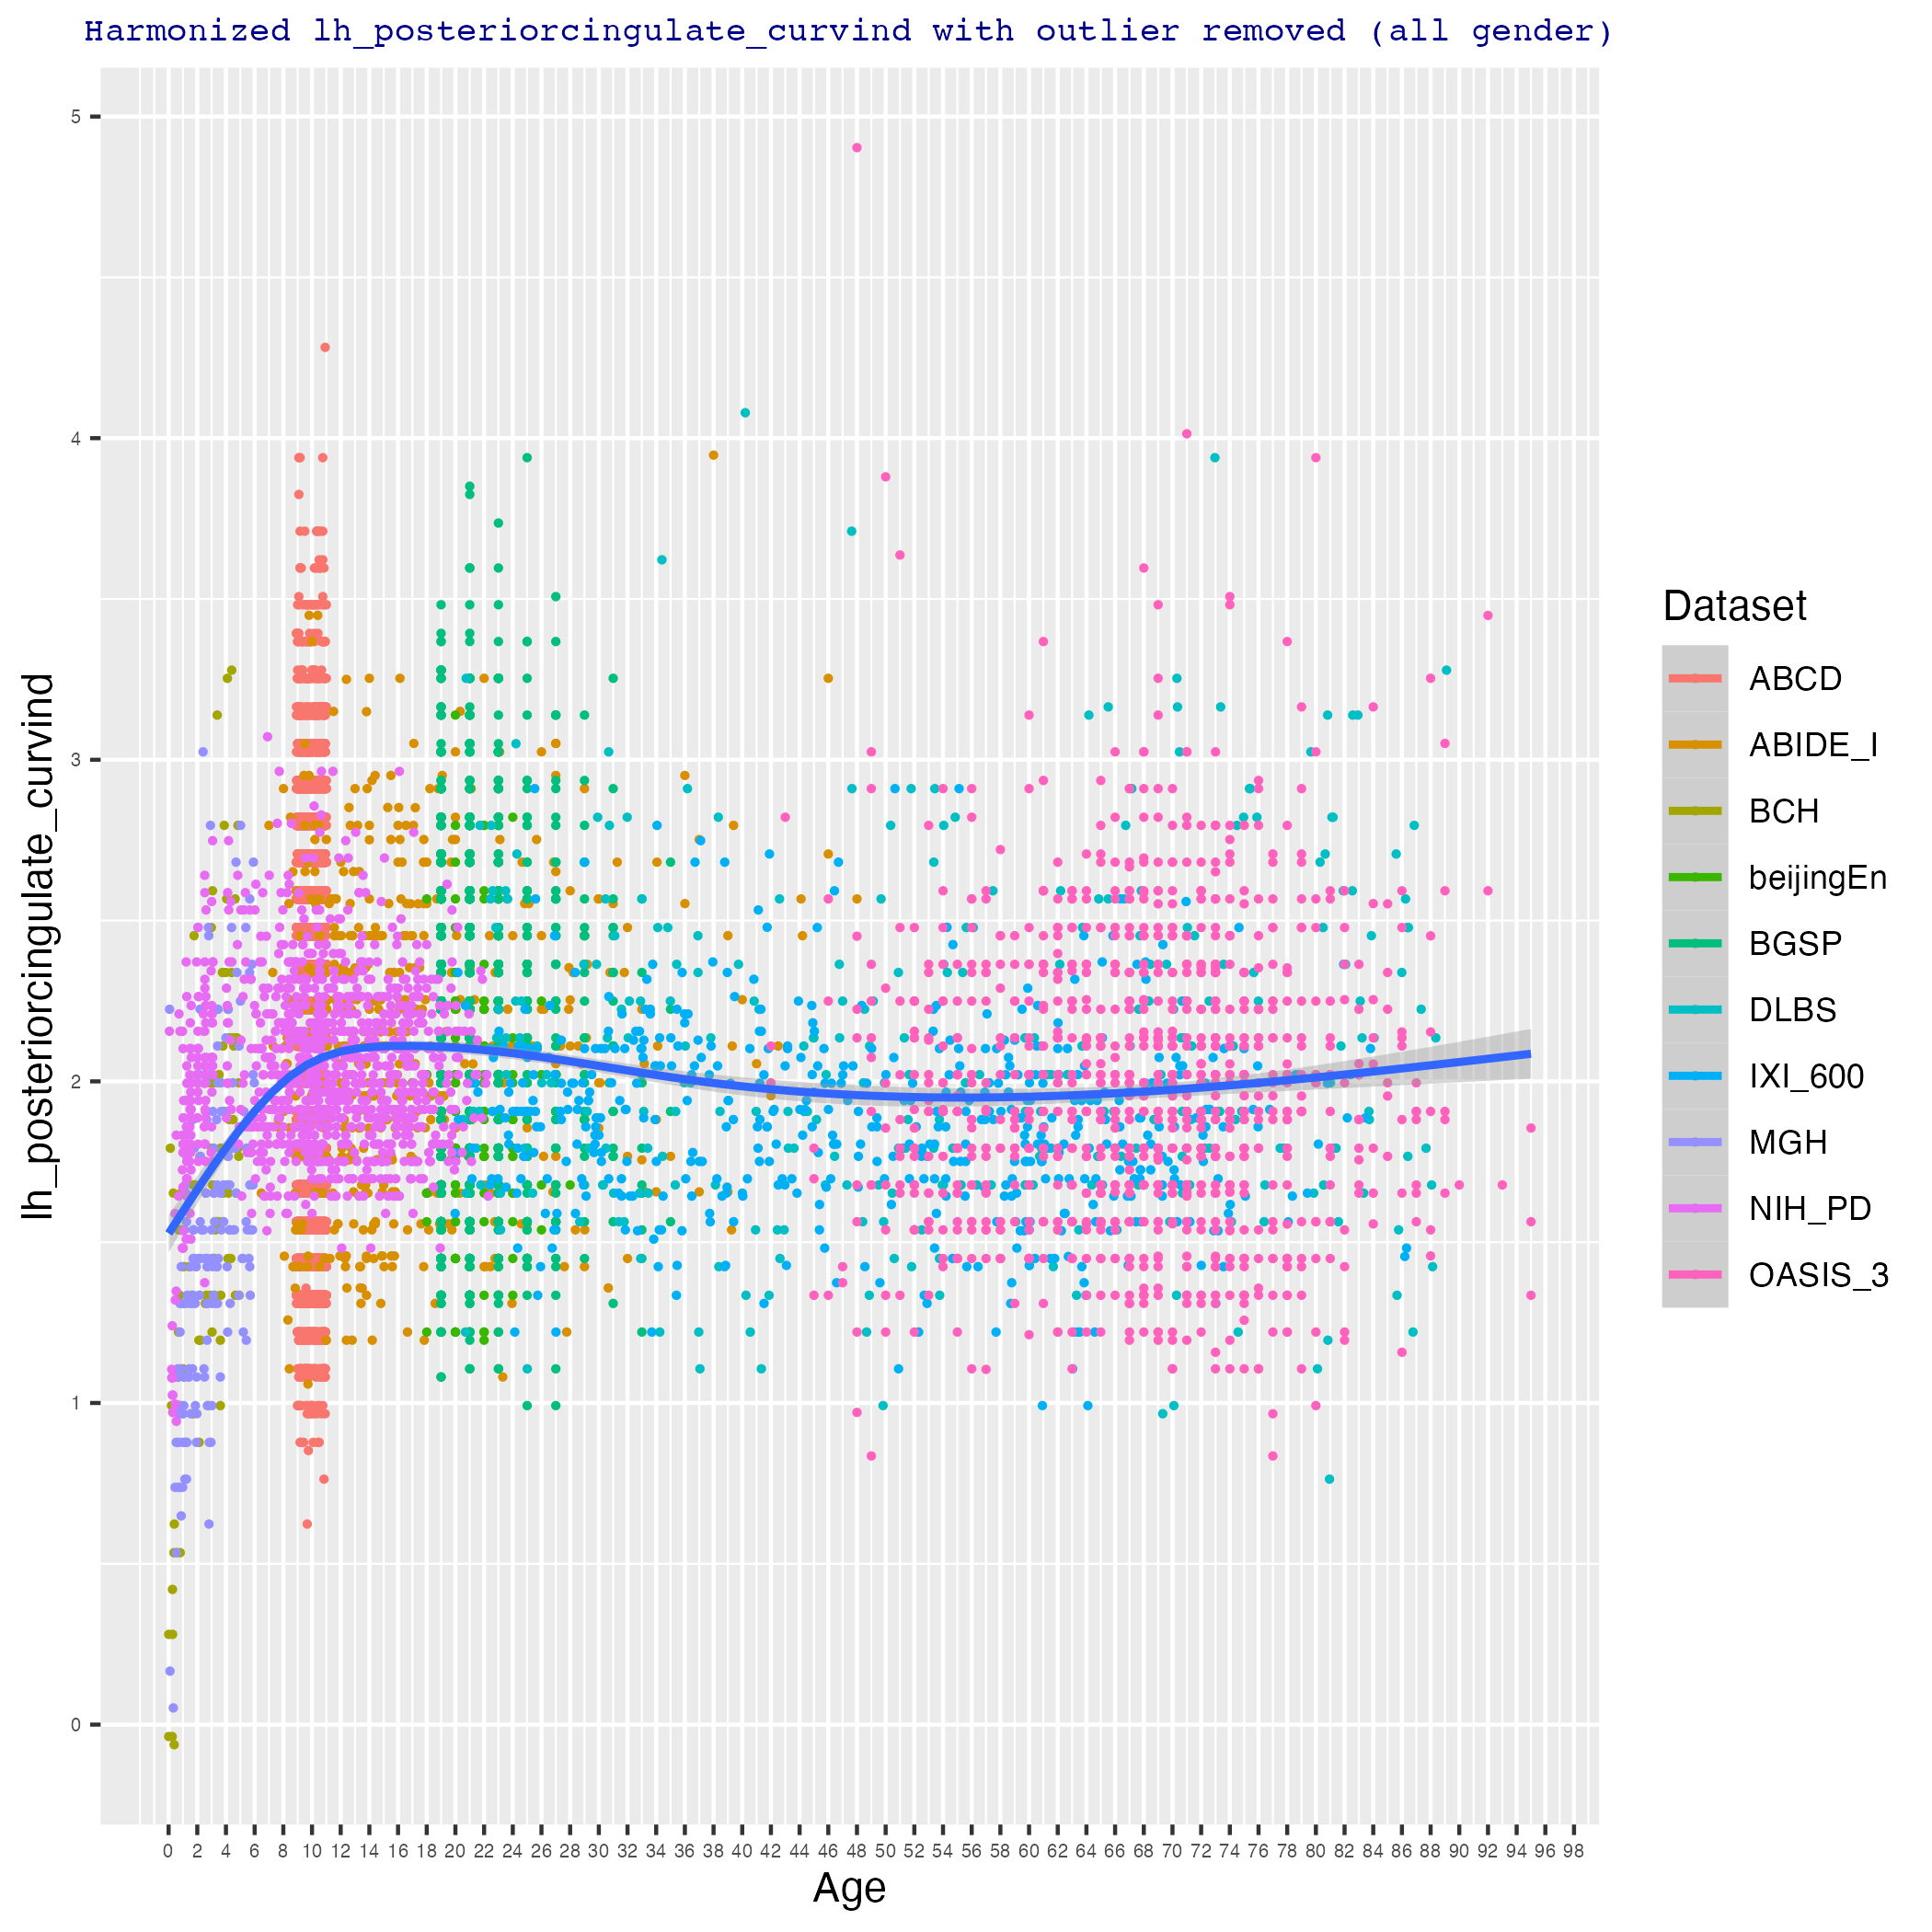 Harmonized lh_posteriorcingulate_curvind with outlier removed (all gender)
lh_posteriorcingulate_curvind
5
4
3
2
1
0
0 2 4 6 8 10 12 14 16 18 20 22 24 26 28 30 32 34 36 38 40 42 44 46 48 50 52 54 56 58 60 62 64 66 68 70 72 74 76 78 80 82 84 86 88 90 92 94 96 98
Age
Dataset
ABCD
ABIDE_I
BCH
beijingEn
BGSP
DLBS
IXI_600
MGH
NIH_PD
OASIS_3